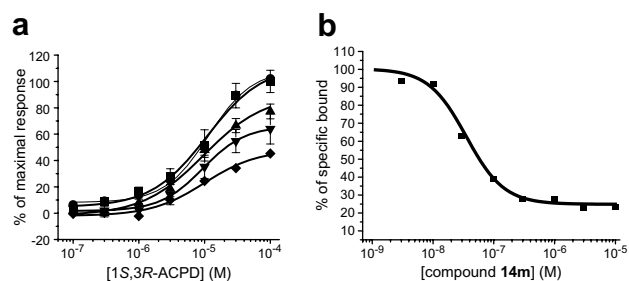 a
% of maximal response
120
100
80
60
40
20
0
-20
10⁻⁷ 10⁻⁶ 10⁻⁵ 10⁻⁴
[1S,3R-ACPD] (M)
b
% of specific bound
110
100
90
80
70
60
50
40
30
20
10⁻⁹ 10⁻⁸ 10⁻⁷ 10⁻⁶ 10⁻⁵
[compound 14m] (M)